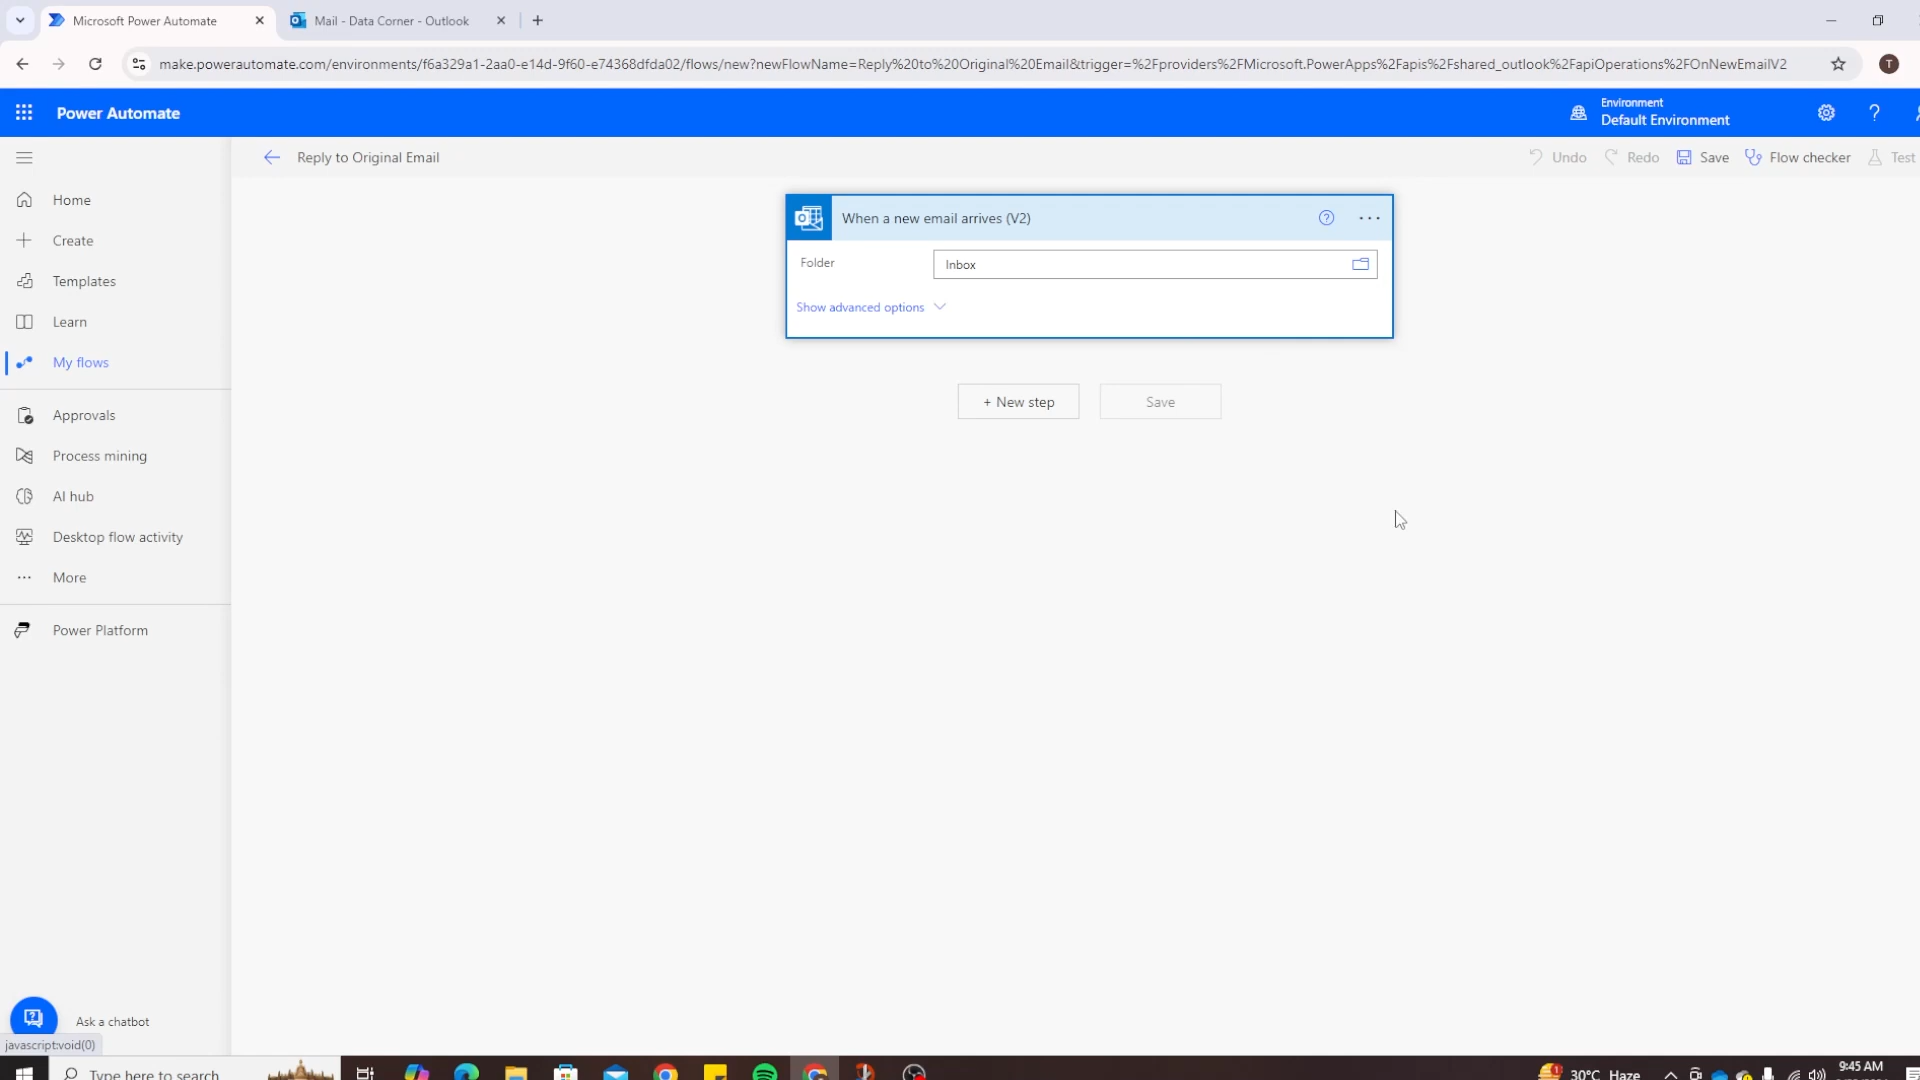 Microsoft Power Automate
Mail - Data Corner - Outlook
make.powerautomate.com/environments/f6a329a1-2aa0-e14d-9f60-e74368dfda02/flows/new?newFlowName=Reply%20to%20Original%20Email&trigger=%2Fproviders%2FMicrosoft.PowerApps%2Fapis%2Fshared_outlook%2FapiOperations%2FOnNewEmailV2
T
Power Automate
Environment
Default Environment
Reply to Original Email
Undo
Redo
Save
Flow checker
Test
Home
Create
Templates
Learn
My flows
Approvals
Process mining
AI hub
Desktop flow activity
More
Power Platform
When a new email arrives (V2)
Folder
Inbox
Show advanced options
+ New step
Save
Ask a chatbot
javascript:void(0)
Type here to search
30°C Haze
9:45 AM